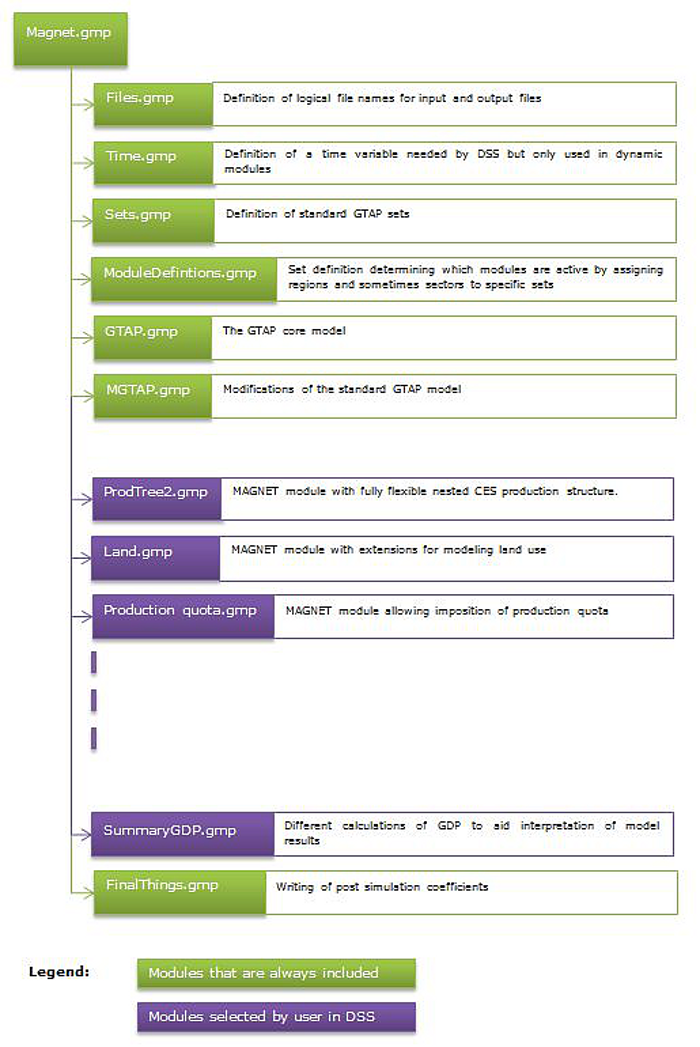 Magnet.gmp
Files.gmp
Definition of logical file names for input and output files
Time.gmp
Definition of a time variable needed by DSS but only used in dynamic
modules
Sets.gmp
Definition of standard GTAP sets
ModuleDefintions.gmp
Set definition determining which modules are active by assigning
regions and sometimes sectors to specific sets
GTAP.gmp
The GTAP core model
MGTAP.gmp
Modifications of the standard GTAP model
ProdTree2.gmp
MAGNET module with fully flexible nested CES production structure.
Land.gmp
MAGNET module with extensions for modeling land use
Production quota.gmp
MAGNET module allowing imposition of production quota
SummaryGDP.gmp
Different calculations of GDP to aid interpretation of model
results
FinalThings.gmp
Writing of post simulation coefficients
Legend:
Modules that are always included
Modules selected by user in DSS